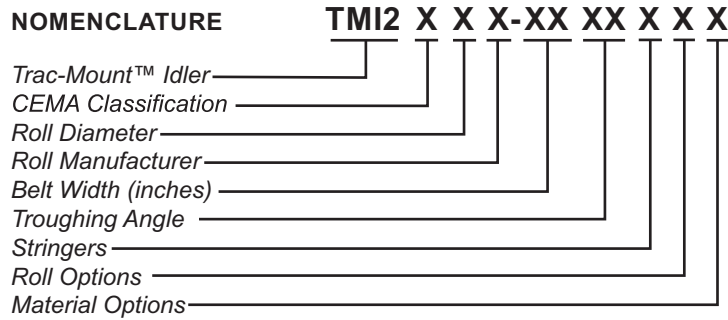 NOMENCLATURE TMI2 X X X-XX XX X X X
Trac-Mount™ Idler
CEMA Classification
Roll Diameter
Roll Manufacturer
Belt Width (inches)
Troughing Angle
Stringers
Roll Options
Material Options